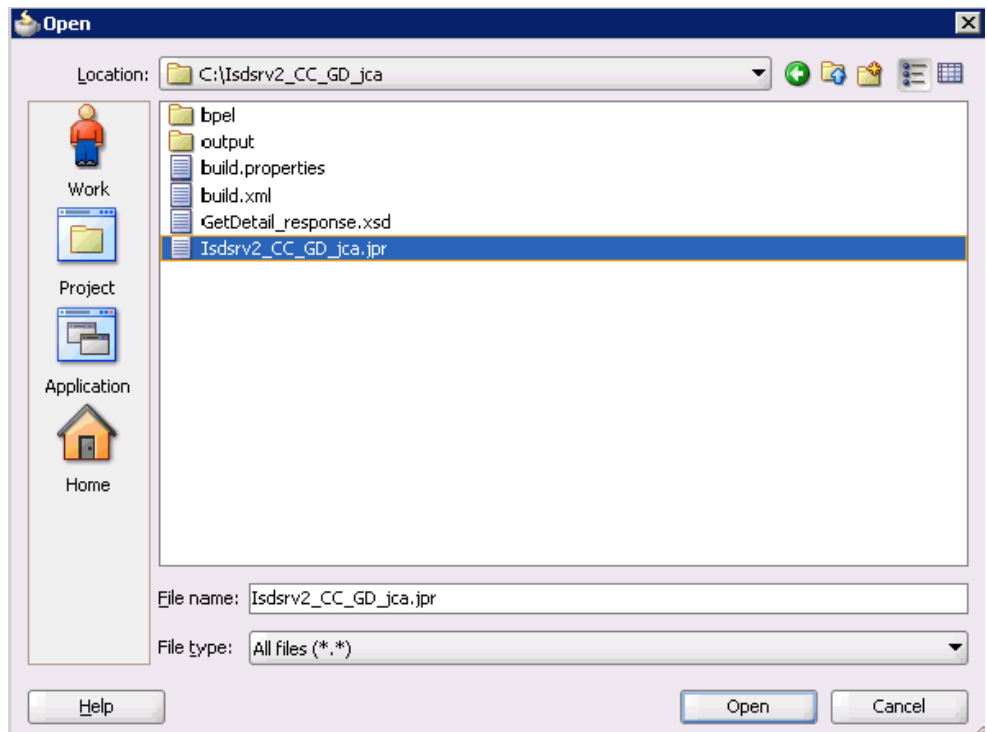 Open
Location: C:\Isdsrv2_CC_GD_jca
Work
Project
Application
Home
bpel
output
build.properties
build.xml
GetDetail_response.xsd
Isdsrv2_CC_GD_jca.jpr
File name: Isdsrv2_CC_GD_jca.jpr
File type: All files (*.*)
Help
Open
Cancel